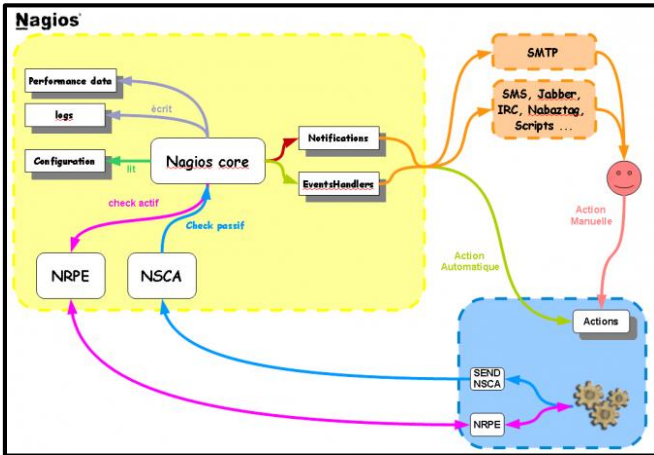 Nagios®
Performance data
logs
Configuration
écrit
lit
Nagios core
Notifications
EventsHandlers
check actif
Check passif
NRPE
NSCA
SMTP
SMS, Jabber,
IRC, Nabaztag,
Scripts ...
Action
Manuelle
Action
Automatique
Actions
SEND
NSCA
NRPE